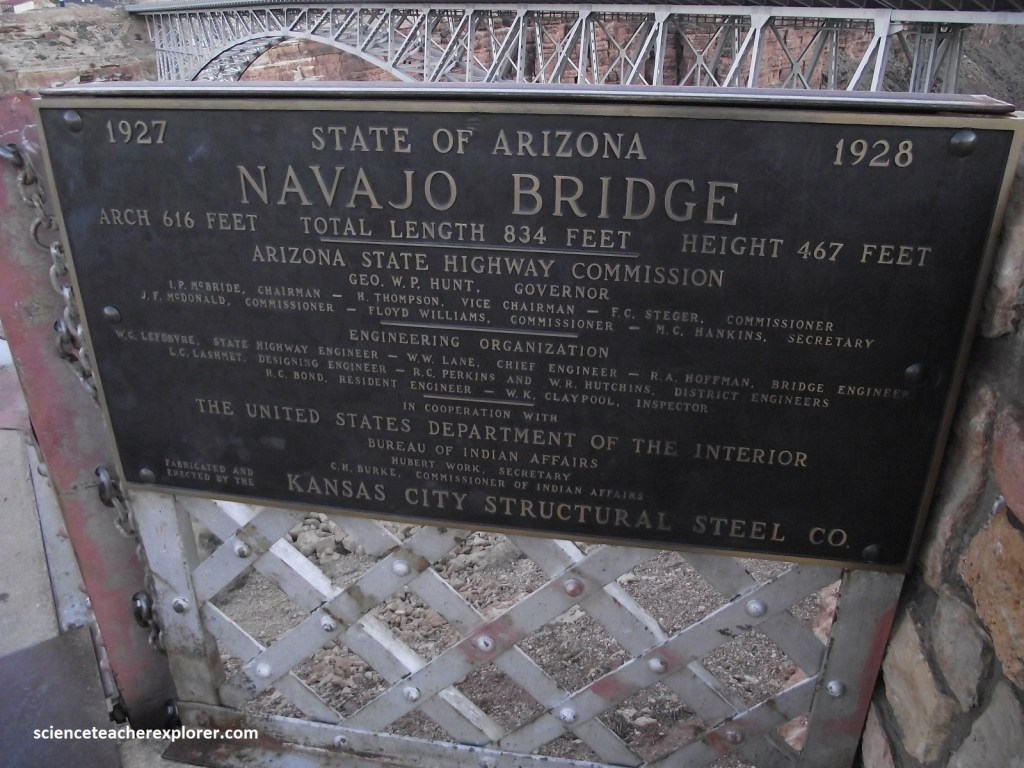 1927 STATE OF ARIZONA 1928
NAVAJO BRIDGE
ARCH 616 FEET TOTAL LENGTH 834 FEET HEIGHT 467 FEET
ARIZONA STATE HIGHWAY COMMISSION
GEO. W.P. HUNT, GOVERNOR
I.P. McBRIDE, CHAIRMAN — H. THOMPSON, VICE CHAIRMAN — F.C. STEGER, COMMISSIONER
J.F. McDONALD, COMMISSIONER — FLOYD WILLIAMS, COMMISSIONER — M.C. HANKINS, SECRETARY
ENGINEERING ORGANIZATION
W.C. LEFEBVRE, STATE HIGHWAY ENGINEER — W.W. LANE, CHIEF ENGINEER — R.A. HOFFMAN, BRIDGE ENGINEER
L.C. LASHMET, DESIGNING ENGINEER — R.C. PERKINS AND W.R. HUTCHINS, DISTRICT ENGINEERS
R.C. BOND, RESIDENT ENGINEER — W.K. CLAYPOOL, INSPECTOR
IN COOPERATION WITH
THE UNITED STATES DEPARTMENT OF THE INTERIOR
BUREAU OF INDIAN AFFAIRS
HUBERT WORK, SECRETARY
C.H. BURKE, COMMISSIONER OF INDIAN AFFAIRS
FABRICATED AND
ERECTED BY THE
KANSAS CITY STRUCTURAL STEEL CO.
scienceteacherexplorer.com